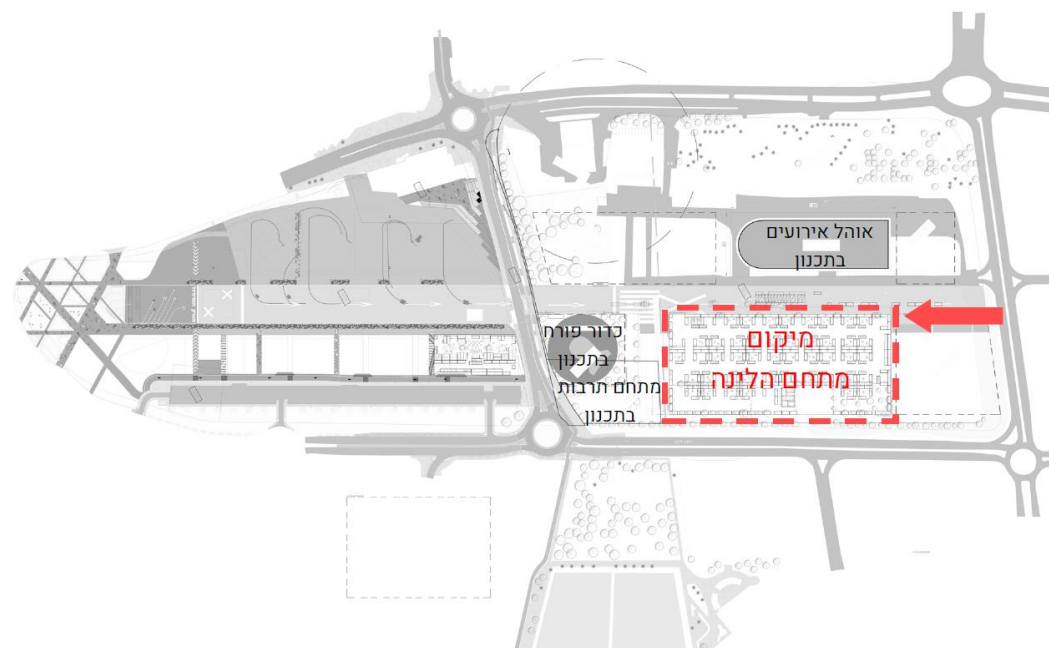 אוהל אירועים
בתכנון
כדור פורח
בתכנון
מתחם תרבות
בתכנון
מיקום
מתחם הלינה